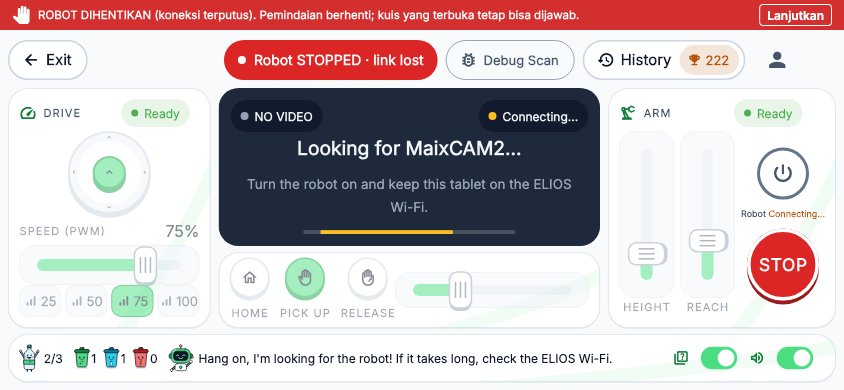 ROBOT DIHENTIKAN (koneksi terputus). Pemindaian berhenti; kuis yang terbuka tetap bisa dijawab.
Lanjutkan
Exit
Robot STOPPED · link lost
Debug Scan
History
222
DRIVE
Ready
SPEED (PWM)
75%
25
50
75
100
NO VIDEO
Connecting...
Looking for MaixCAM2...
Turn the robot on and keep this tablet on the ELIOS
Wi-Fi.
HOME
PICK UP
RELEASE
ARM
Ready
HEIGHT
REACH
Robot Connecting...
STOP
2/3
1
1
0
Hang on, I'm looking for the robot! If it takes long, check the ELIOS Wi-Fi.